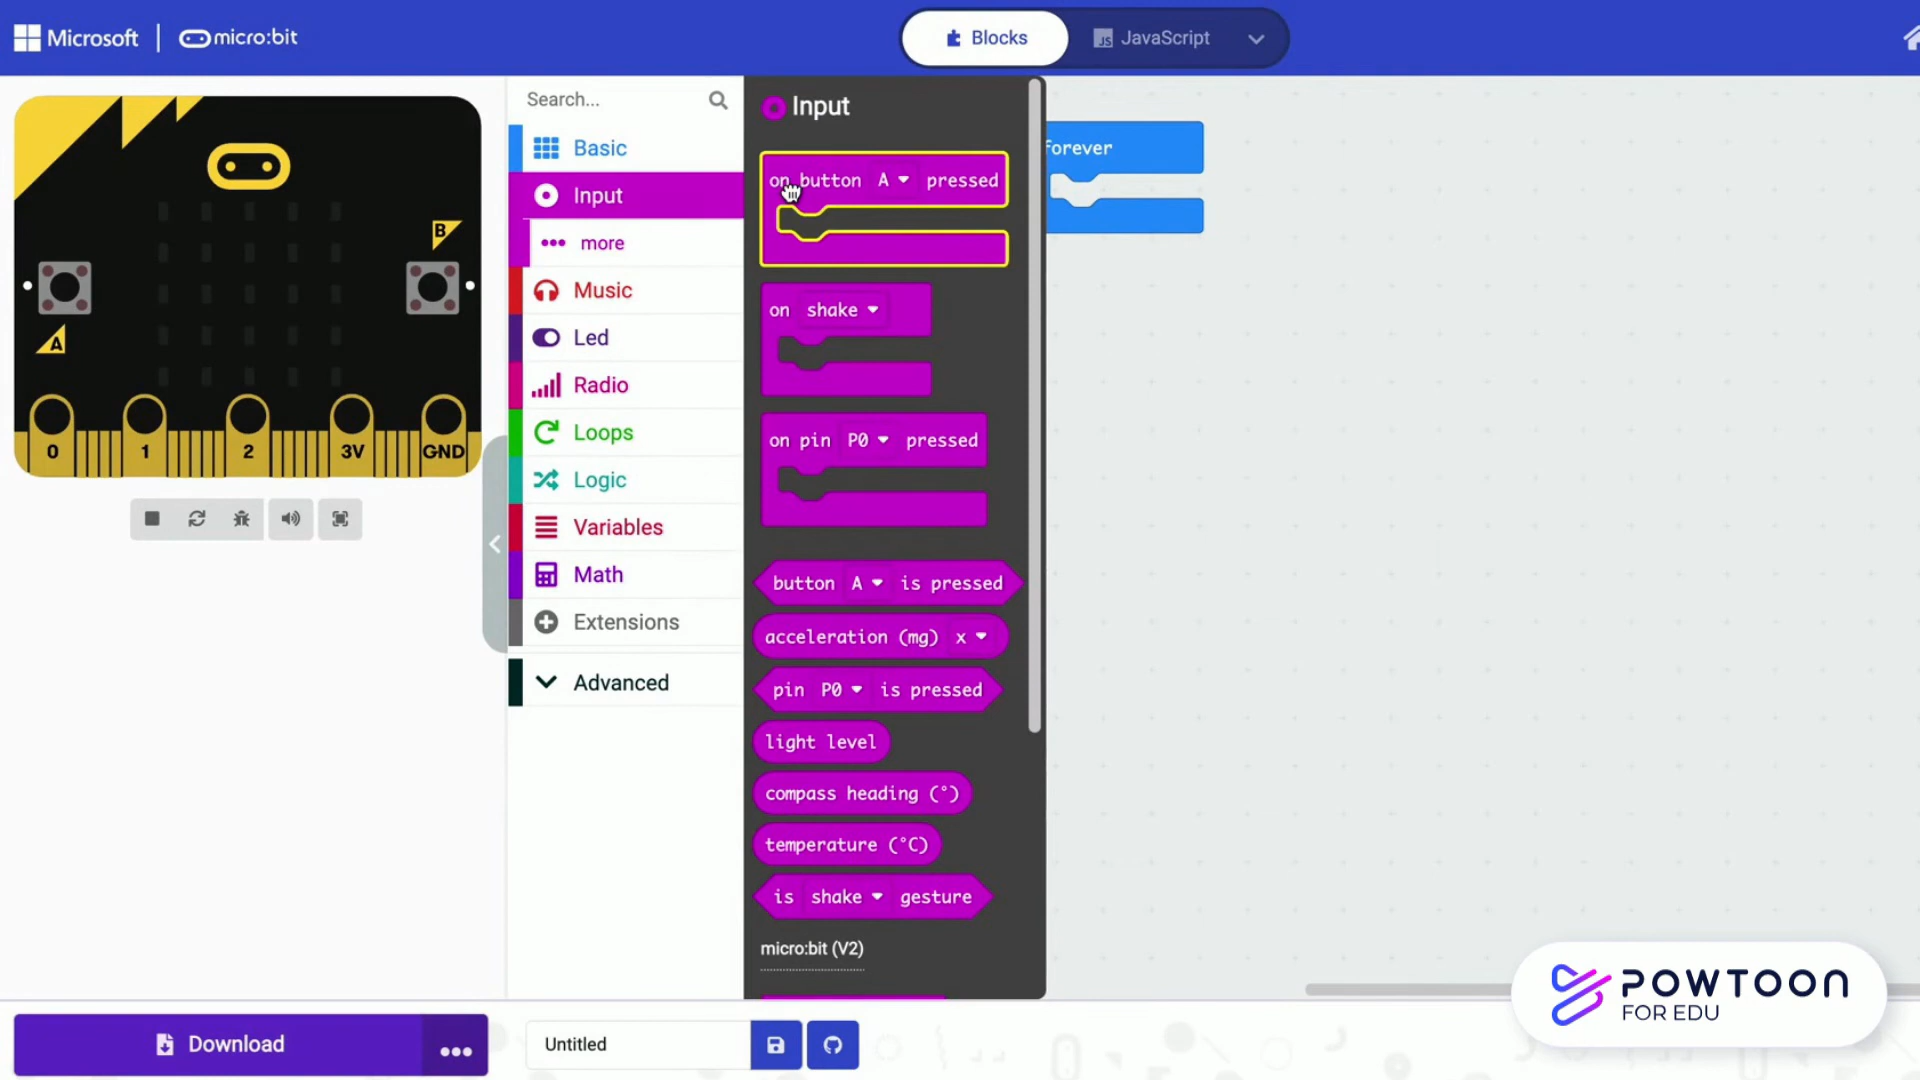 Microsoft | micro:bit
Blocks
JavaScript
Search...
Basic
Input
more
Music
Led
Radio
Loops
Logic
Variables
Math
Extensions
Advanced
Input
on button A pressed
on shake
on pin P0 pressed
button A is pressed
acceleration (mg) x
pin P0 is pressed
light level
compass heading (°)
temperature (°C)
is shake gesture
micro:bit (V2)
forever
B
A
0 1 2 3V GND
Download
Untitled
POWTOON
FOR EDU